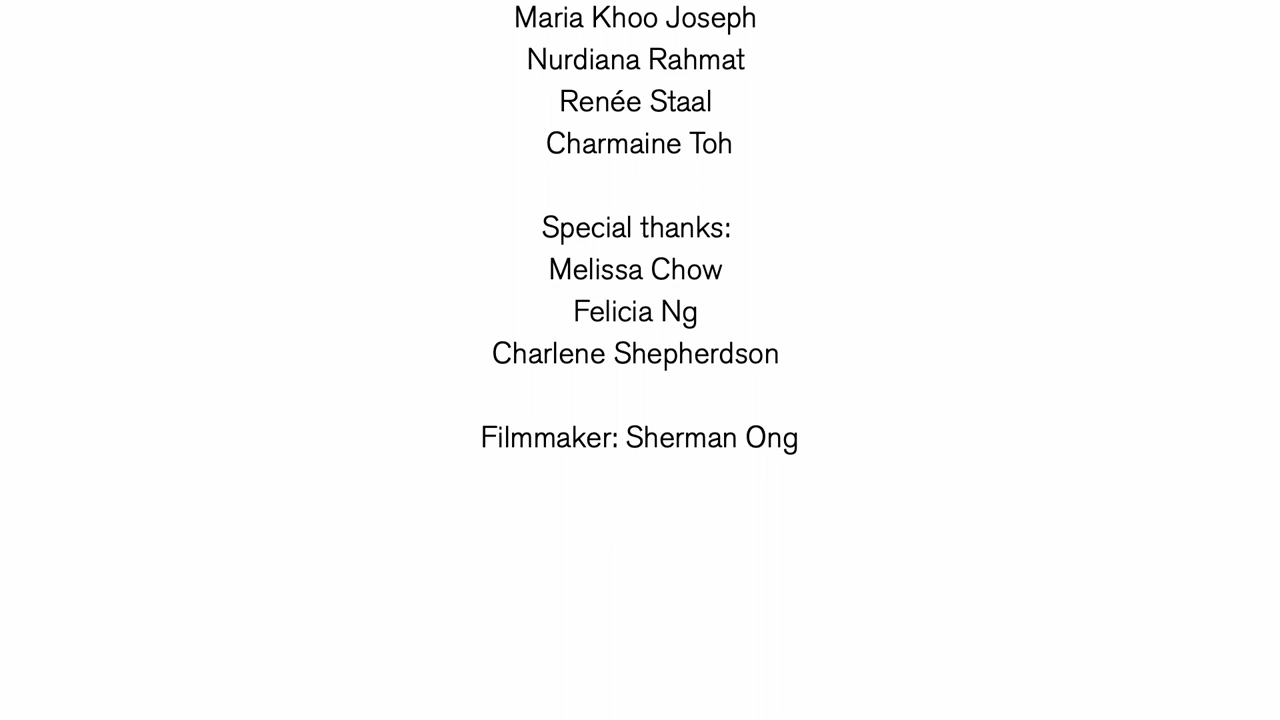 Maria Khoo Joseph
Nurdiana Rahmat
Renée Staal
Charmaine Toh
Special thanks:
Melissa Chow
Felicia Ng
Charlene Shepherdson
Filmmaker: Sherman Ong